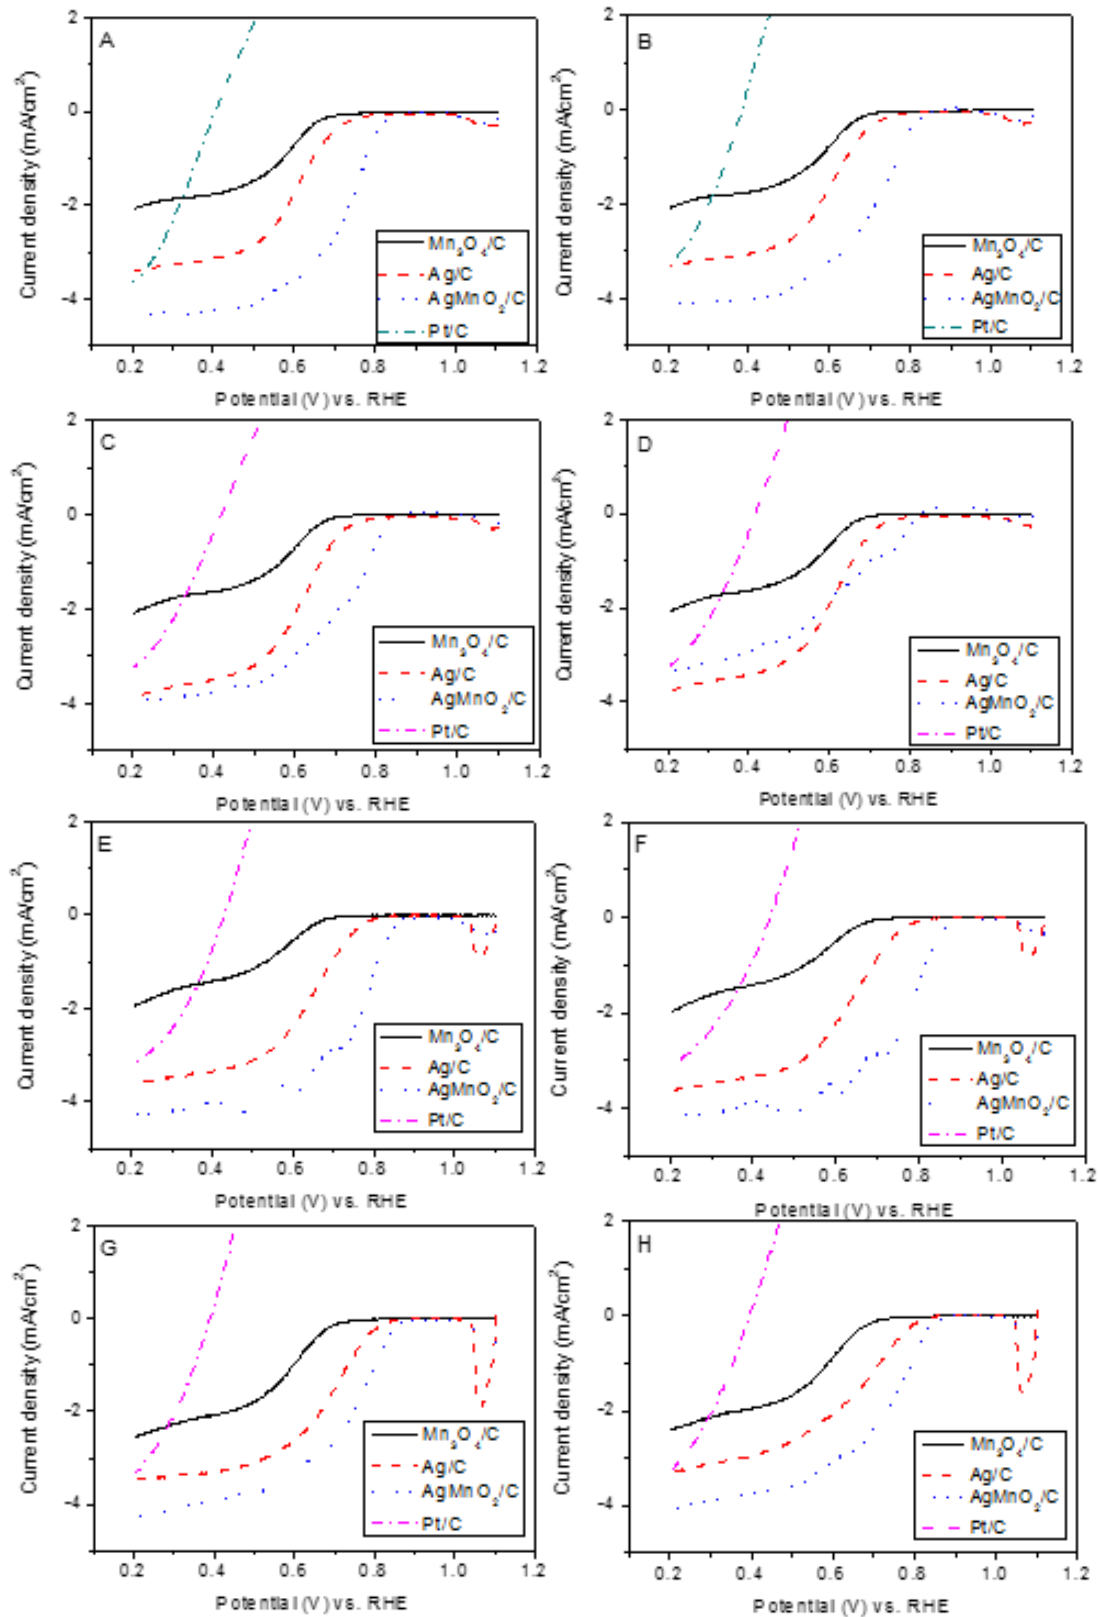 A
2
0
-2
-4
Current density (mA/cm²)
Mn₃O₄/C
Ag/C
AgMnO₂/C
Pt/C
0.2 0.4 0.6 0.8 1.0 1.2
Potential (V) vs. RHE
B
2
0
-2
-4
Current density (mA/cm²)
Mn₃O₄/C
Ag/C
AgMnO₂/C
Pt/C
0.2 0.4 0.6 0.8 1.0 1.2
Potential (V) vs. RHE
C
2
0
-2
-4
Current density (mA/cm²)
Mn₃O₄/C
Ag/C
AgMnO₂/C
Pt/C
0.2 0.4 0.6 0.8 1.0 1.2
Potential (V) vs. RHE
D
2
0
-2
-4
Current density (mA/cm²)
Mn₃O₄/C
Ag/C
AgMnO₂/C
Pt/C
0.2 0.4 0.6 0.8 1.0 1.2
Potential (V) vs. RHE
E
2
0
-2
-4
Current density (mA/cm²)
Mn₃O₄/C
Ag/C
AgMnO₂/C
Pt/C
0.2 0.4 0.6 0.8 1.0 1.2
Potential (V) vs. RHE
F
2
0
-2
-4
Current density (mA/cm²)
Mn₃O₄/C
Ag/C
AgMnO₂/C
Pt/C
0.2 0.4 0.6 0.8 1.0 1.2
Potential (V) vs. RHE
G
2
0
-2
-4
Current density (mA/cm²)
Mn₃O₄/C
Ag/C
AgMnO₂/C
Pt/C
0.2 0.4 0.6 0.8 1.0 1.2
Potential (V) vs. RHE
H
2
0
-2
-4
Current density (mA/cm²)
Mn₃O₄/C
Ag/C
AgMnO₂/C
Pt/C
0.2 0.4 0.6 0.8 1.0 1.2
Potential (V) vs. RHE